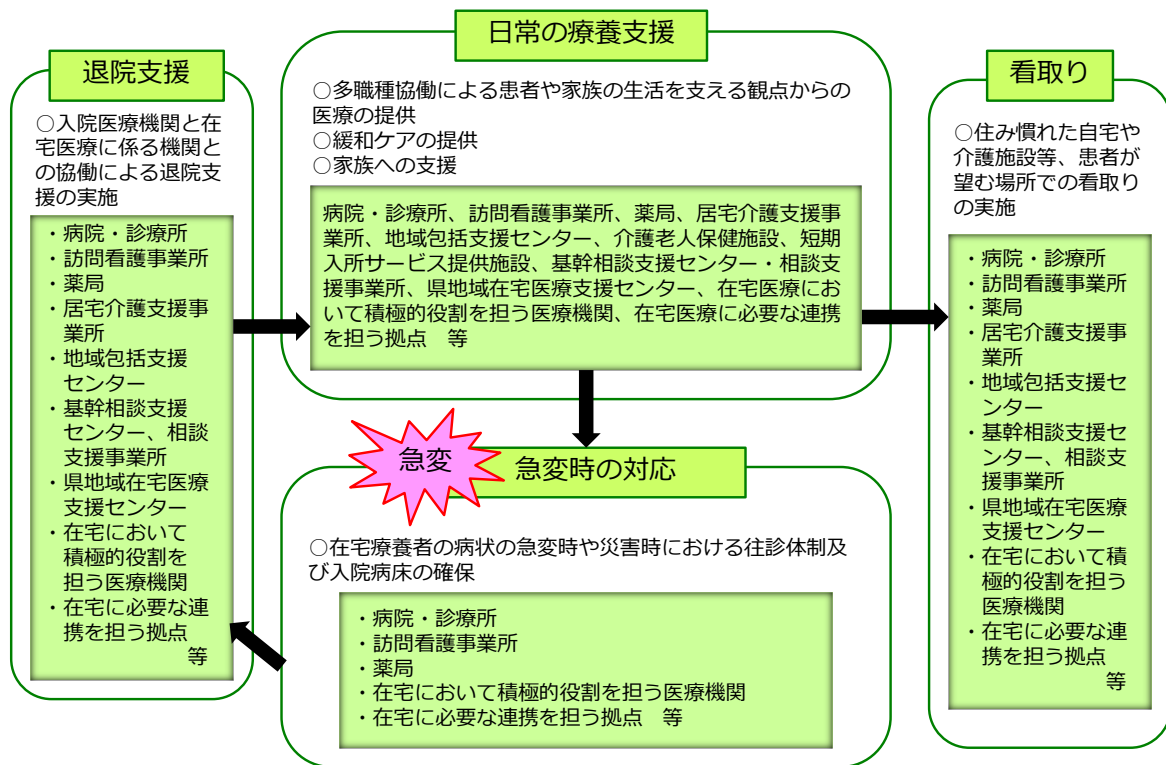 退院支援
○入院医療機関と在
宅医療に係る機関と
の協働による退院支
援の実施
・病院・診療所
・訪問看護事業所
・薬局
・居宅介護支援事
業所
・地域包括支援
センター
・基幹相談支援
センター、相談
支援事業所
・県地域在宅医療
支援センター
・在宅において
積極的役割を
担う医療機関
・在宅に必要な連
携を担う拠点
等
日常の療養支援
○多職種協働による患者や家族の生活を支える観点からの
医療の提供
○緩和ケアの提供
○家族への支援
病院・診療所、訪問看護事業所、薬局、居宅介護支援事
業所、地域包括支援センター、介護老人保健施設、短期
入所サービス提供施設、基幹相談支援センター・相談支
援事業所、県地域在宅医療支援センター、在宅医療にお
いて積極的役割を担う医療機関、在宅医療に必要な連携
を担う拠点　等
急変
急変時の対応
○在宅療養者の病状の急変時や災害時における往診体制及
び入院病床の確保
・病院・診療所
・訪問看護事業所
・薬局
・在宅において積極的役割を担う医療機関
・在宅に必要な連携を担う拠点　等
看取り
○住み慣れた自宅や
介護施設等、患者が
望む場所での看取り
の実施
・病院・診療所
・訪問看護事業所
・薬局
・居宅介護支援事
業所
・地域包括支援セ
ンター
・基幹相談支援セ
ンター、相談支
援事業所
・県地域在宅医療
支援センター
・在宅において積
極的役割を担う
医療機関
・在宅に必要な連
携を担う拠点
等